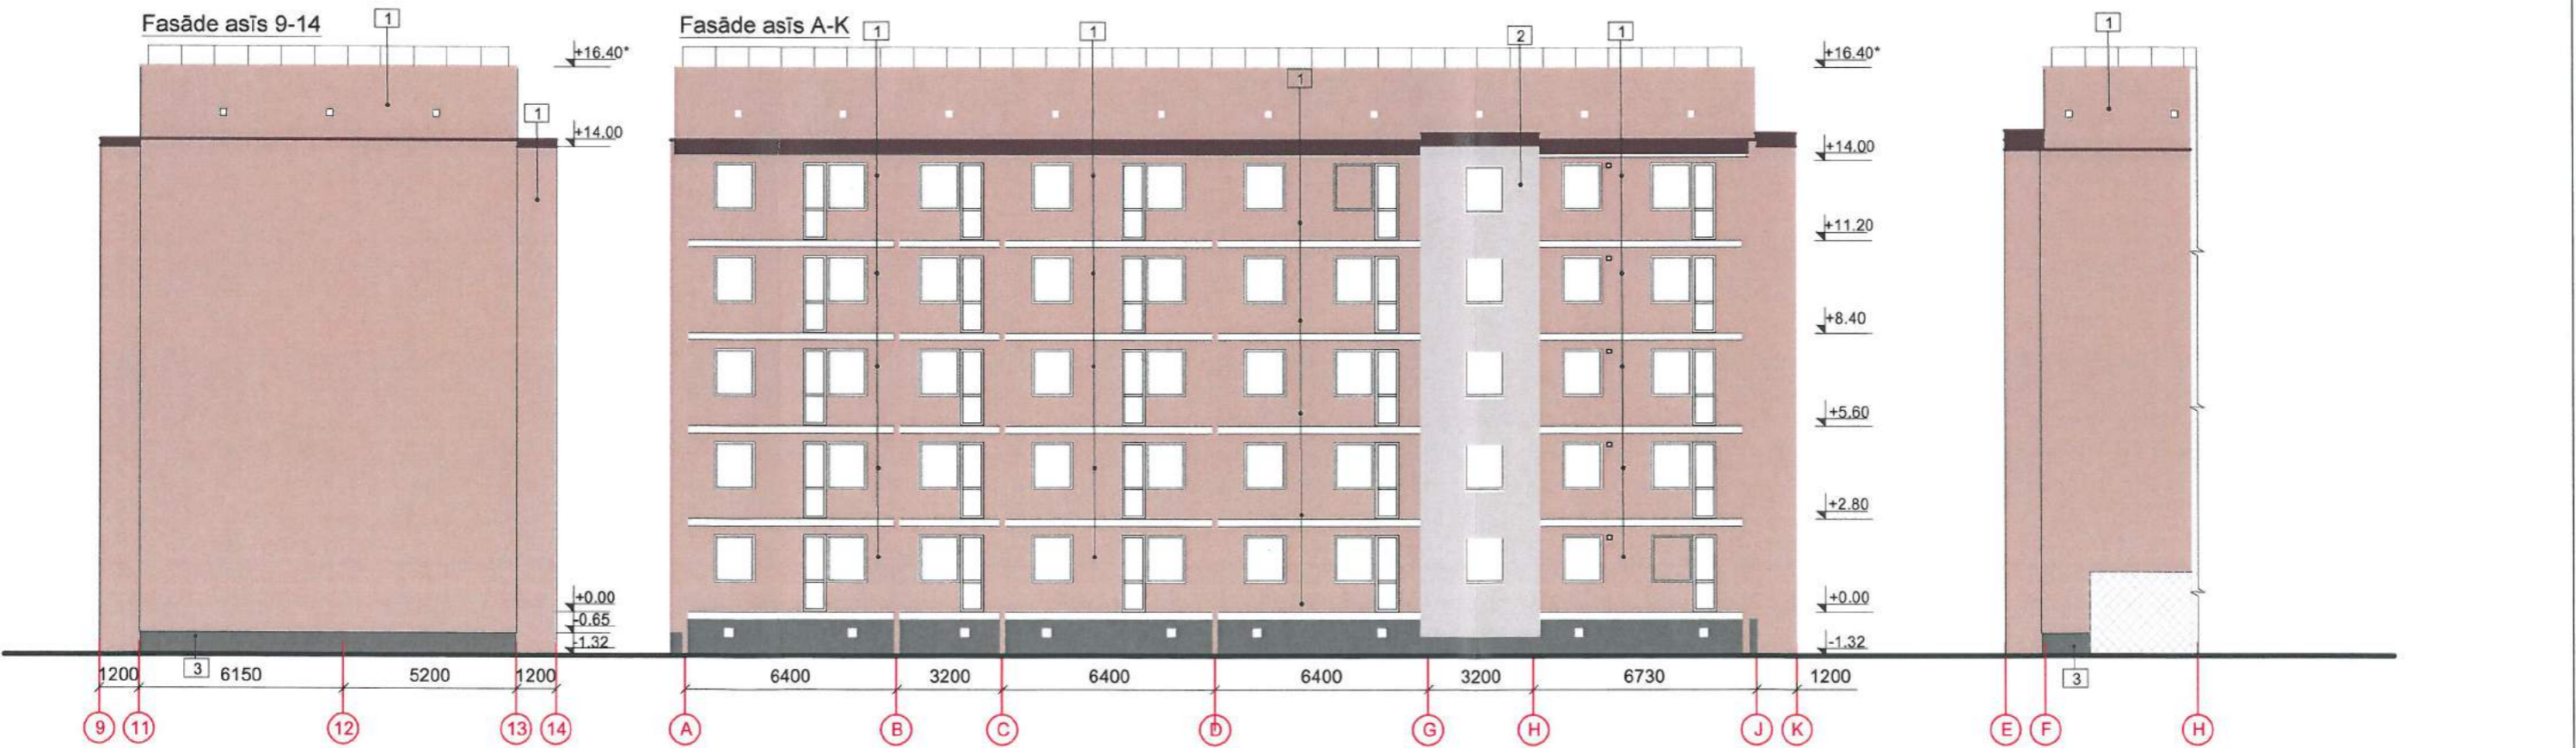 Fasāde asīs 9-14
1
1
+16.40*
+14.00
+0.00
-0.65
-1.32
3
1200 6150 5200 1200
9 11 12 13 14
Fasāde asīs A-K
1 1 1 2 1
+16.40*
+14.00
+11.20
+8.40
+5.60
+2.80
+0.00
-1.32
6400 3200 6400 6400 3200 6730 1200
A B C D G H J K
1
3
E F H